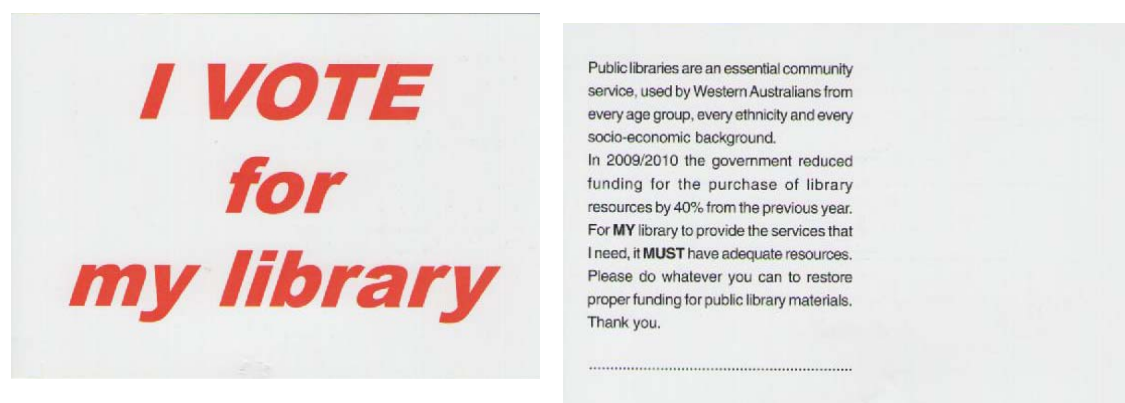 I VOTE
for
my library
Public libraries are an essential community
service, used by Western Australians from
every age group, every ethnicity and every
socio-economic background.
In 2009/2010 the government reduced
funding for the purchase of library
resources by 40% from the previous year.
For MY library to provide the services that
I need, it MUST have adequate resources.
Please do whatever you can to restore
proper funding for public library materials.
Thank you.